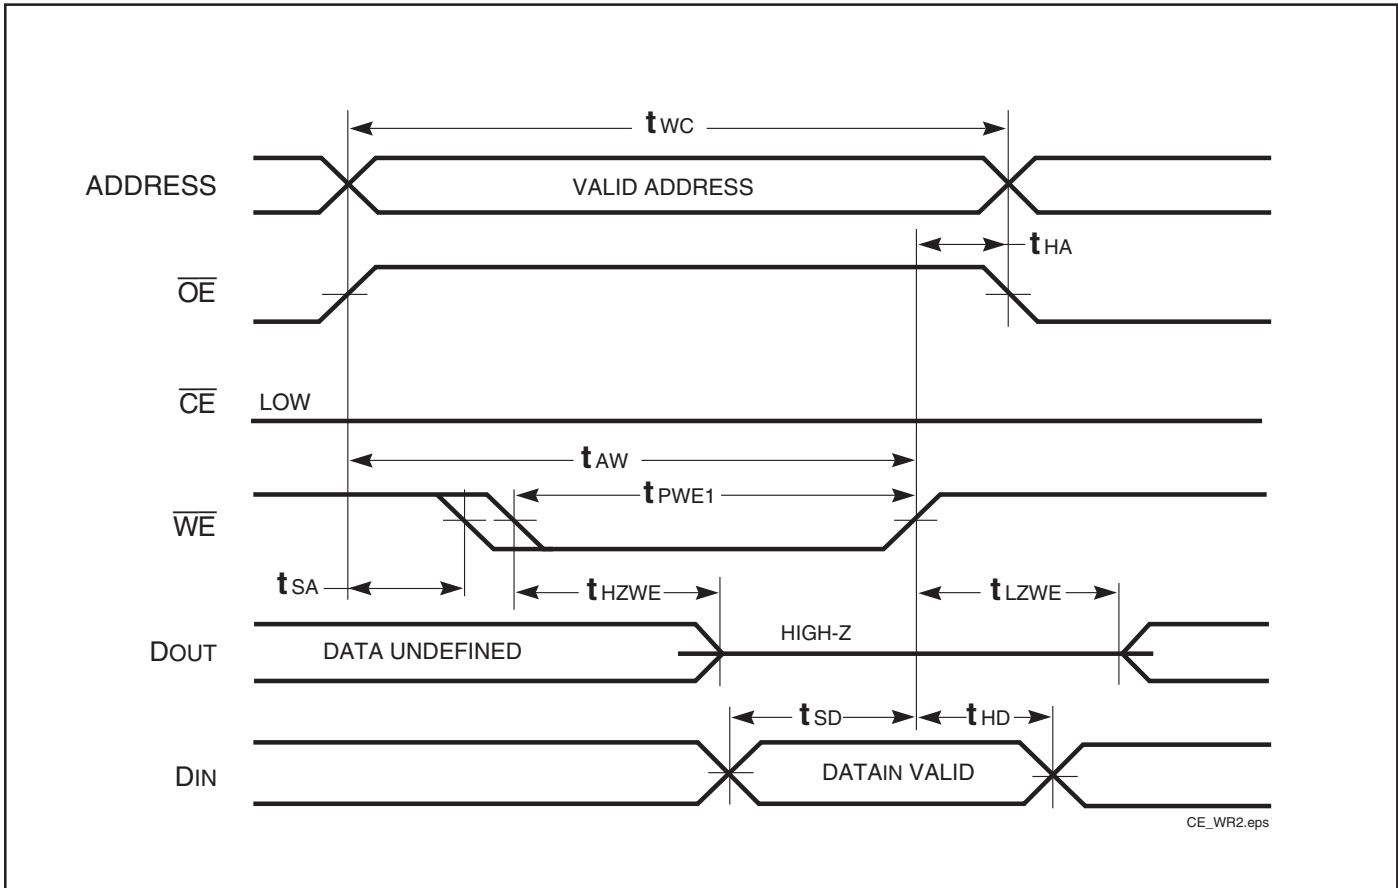 tWC
ADDRESS VALID ADDRESS
tHA
OE
CE LOW
tAW
tPWE1
WE
tSA tHZWE tLZWE
DOUT DATA UNDEFINED HIGH-Z
tSD tHD
DIN DATAIN VALID
CE_WR2.eps